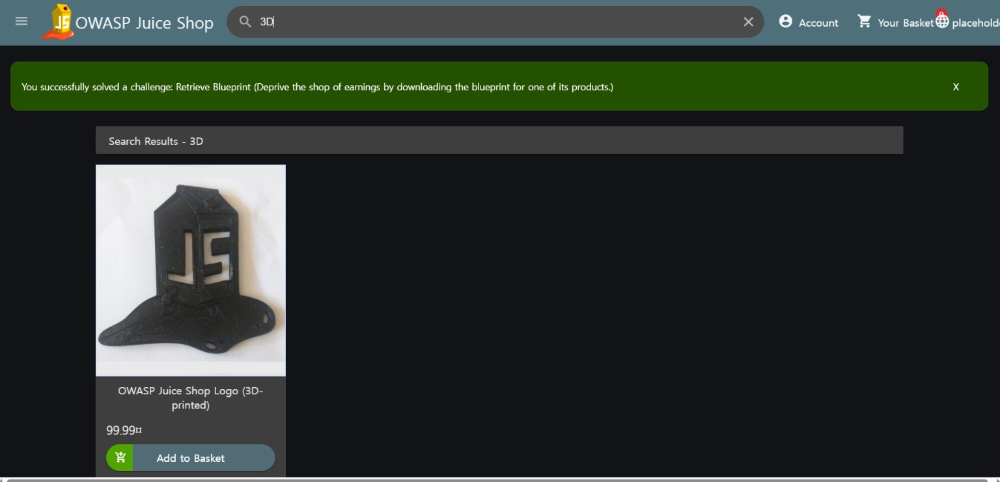 JS OWASP Juice Shop
3D
X
Account
Your Basket
0
placehold
You successfully solved a challenge: Retrieve Blueprint (Deprive the shop of earnings by downloading the blueprint for one of its products.)
X
Search Results - 3D
JS
OWASP Juice Shop Logo (3D-
printed)
99.99¤
Add to Basket